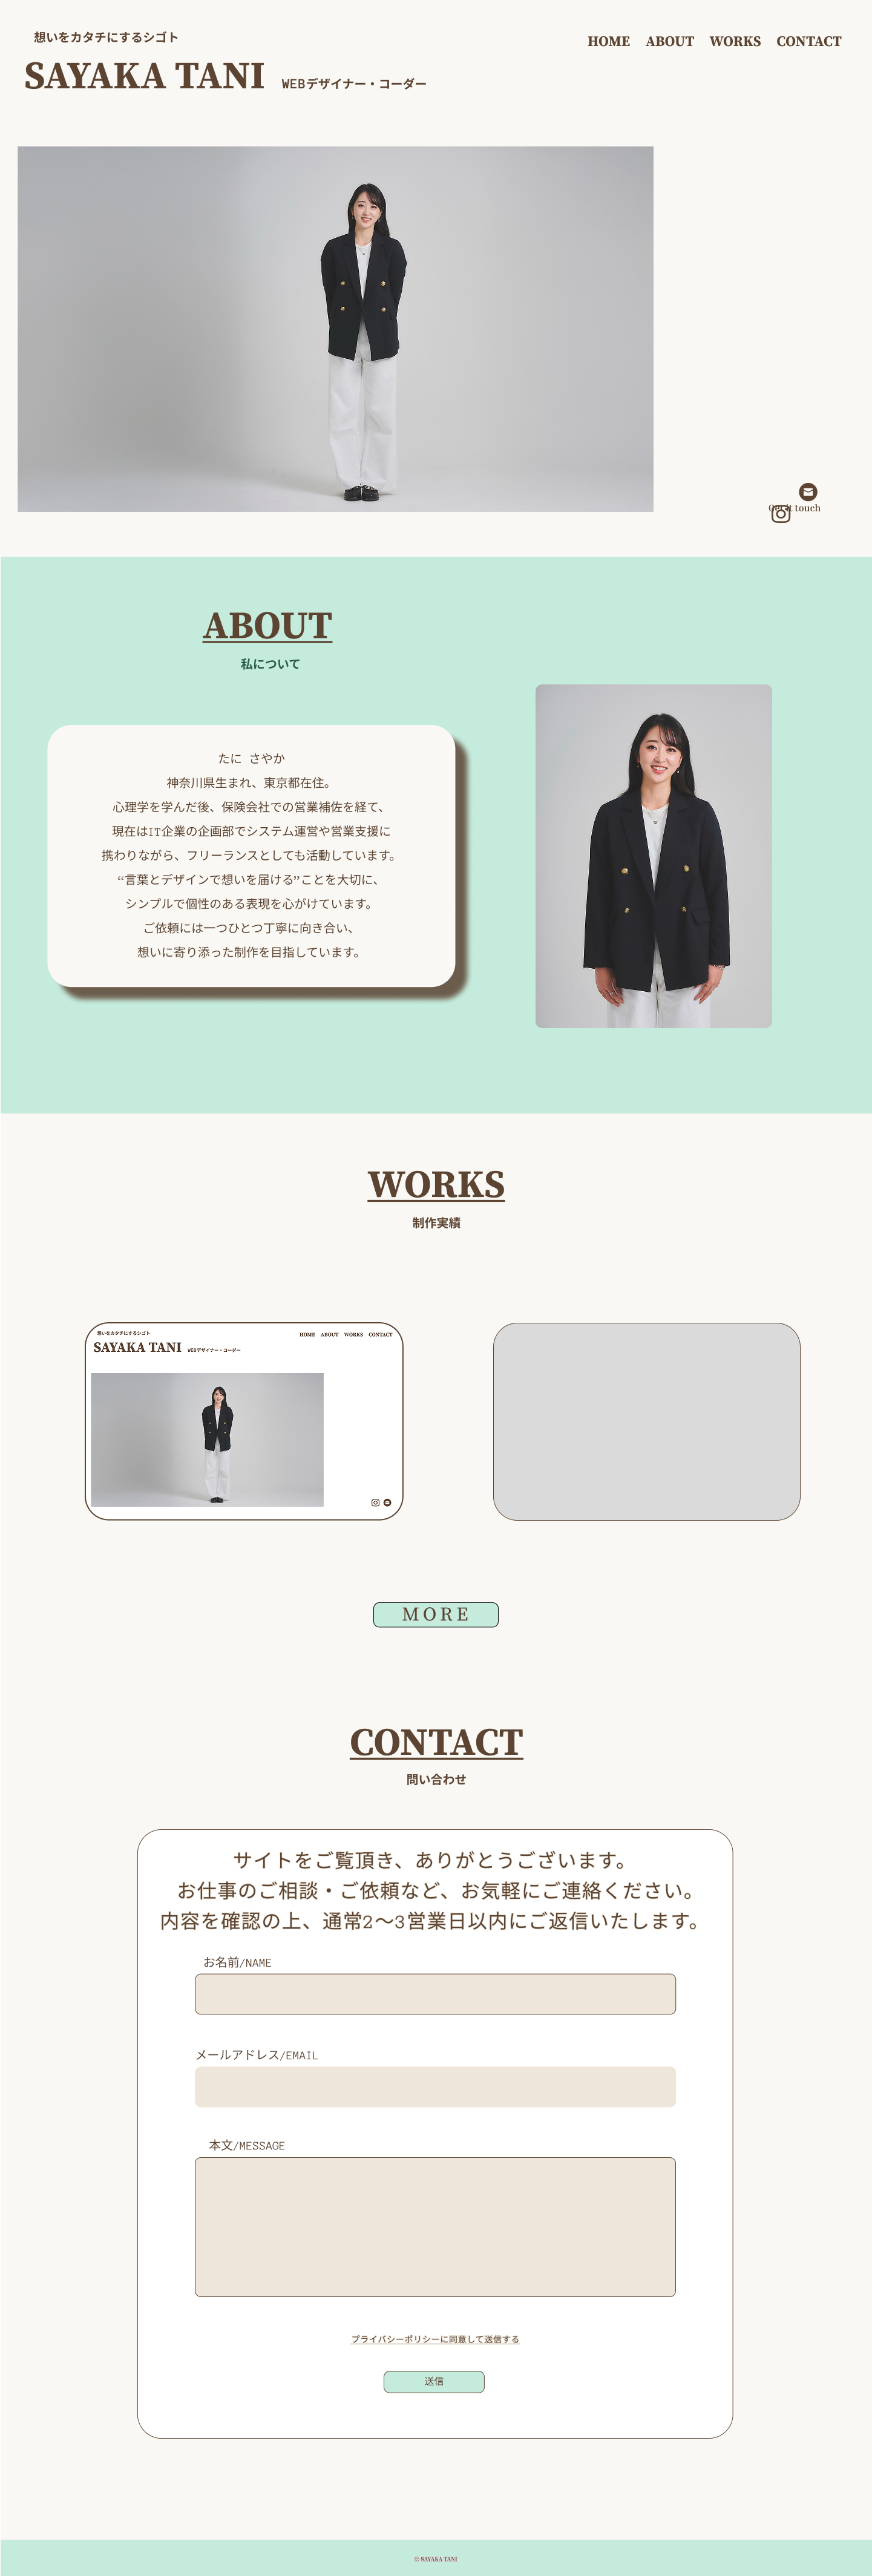 想いをカタチにするシゴト
HOME ABOUT WORKS CONTACT
SAYAKA TANI WEBデザイナー・コーダー
touch
ABOUT
私について
たに さやか
神奈川県生まれ、東京都在住。
心理学を学んだ後、保険会社での営業補佐を経て、
現在はIT企業の企画部でシステム運営や営業支援に
携わりながら、フリーランスとしても活動しています。
“言葉とデザインで想いを届ける”ことを大切に、
シンプルで個性のある表現を心がけています。
ご依頼には一つひとつ丁寧に向き合い、
想いに寄り添った制作を目指しています。
WORKS
制作実績
想いをカタチにするシゴト
HOME ABOUT WORKS CONTACT
SAYAKA TANI WEBデザイナー・コーダー
MORE
CONTACT
問い合わせ
サイトをご覧頂き、ありがとうございます。
お仕事のご相談・ご依頼など、お気軽にご連絡ください。
内容を確認の上、通常2〜3営業日以内にご返信いたします。
お名前/NAME
メールアドレス/EMAIL
本文/MESSAGE
プライバシーポリシーに同意して送信する
送信
© SAYAKA TANI